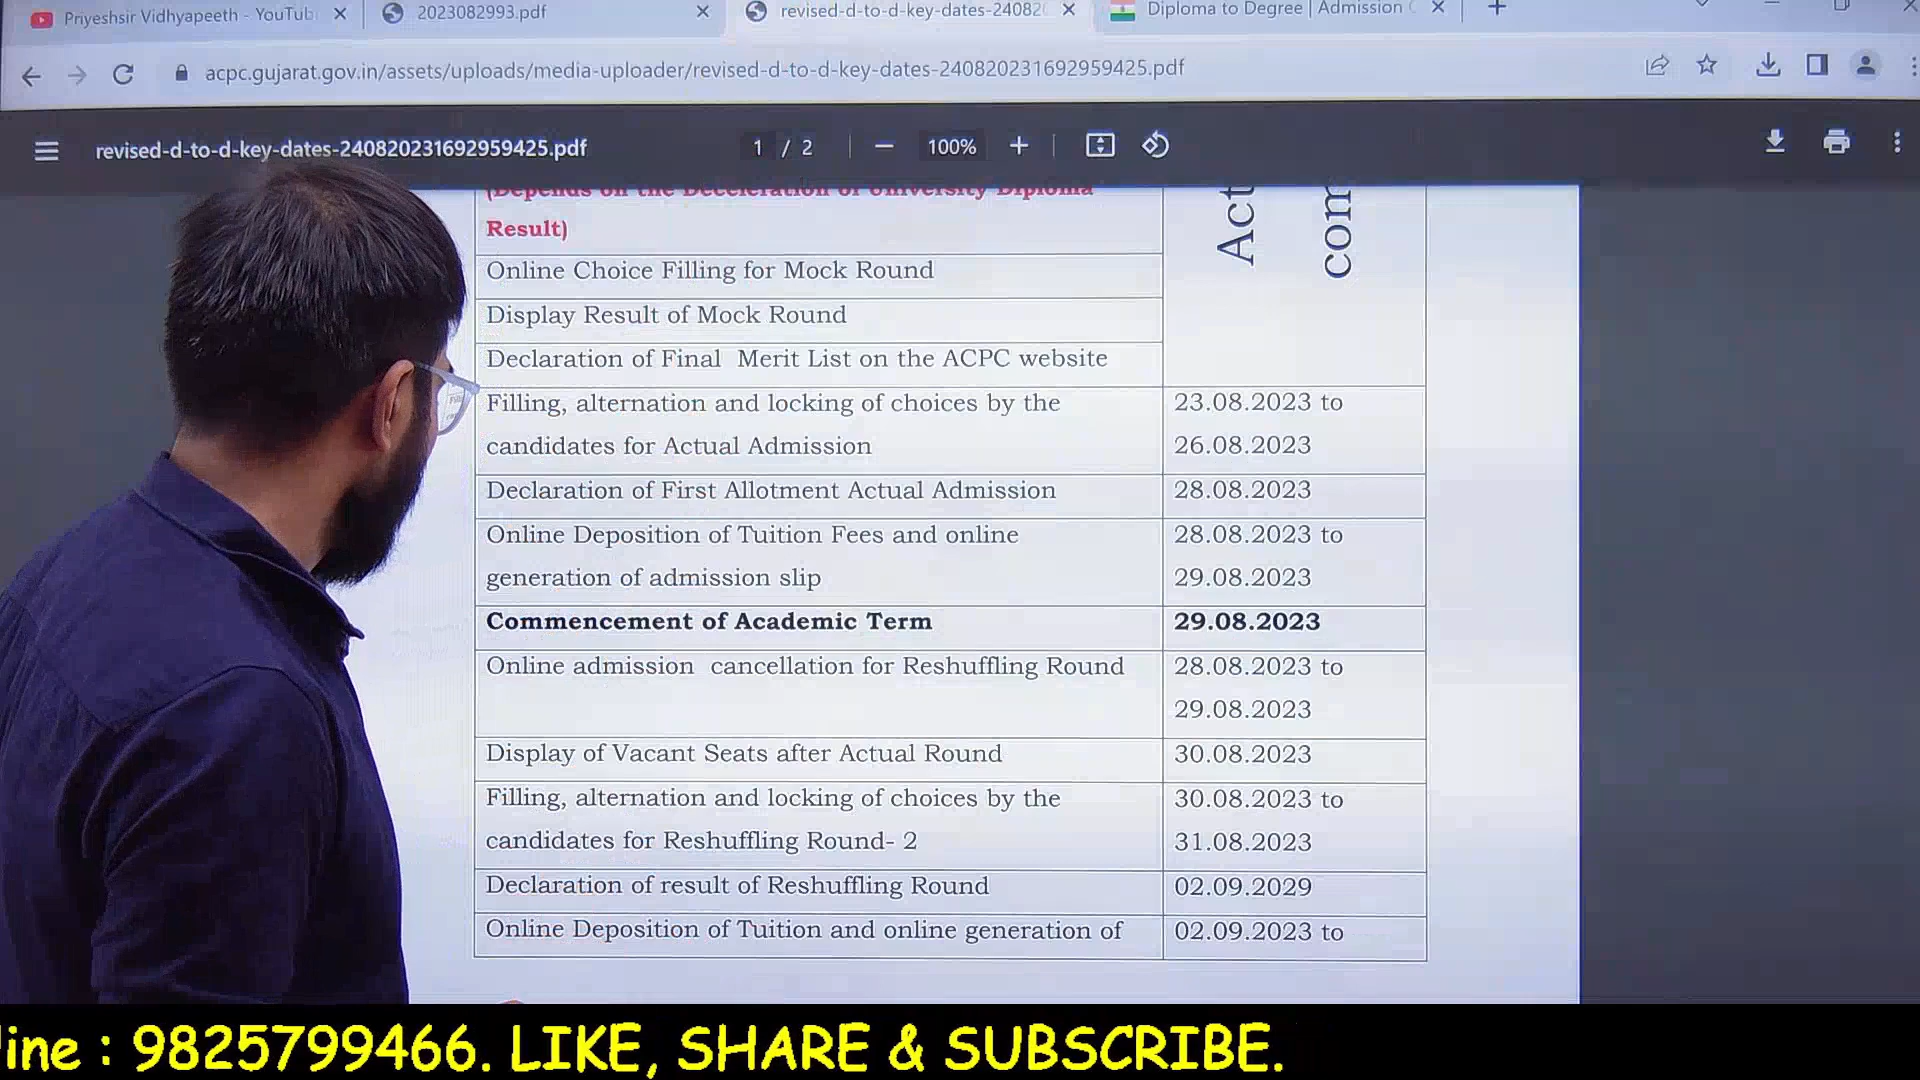 Priyeshsir Vidhyapeeth - YouTub
2023082993.pdf
revised-d-to-d-key-dates-24082
Diploma to Degree | Admission C
acpc.gujarat.gov.in/assets/uploads/media-uploader/revised-d-to-d-key-dates-240820231692959425.pdf
revised-d-to-d-key-dates-240820231692959425.pdf
1 / 2
100%
(Depends on the Deceleration of University Diploma
Result)
Act
com
Online Choice Filling for Mock Round
Display Result of Mock Round
Declaration of Final Merit List on the ACPC website
Filling, alternation and locking of choices by the 23.08.2023 to
candidates for Actual Admission 26.08.2023
Declaration of First Allotment Actual Admission 28.08.2023
Online Deposition of Tuition Fees and online 28.08.2023 to
generation of admission slip 29.08.2023
Commencement of Academic Term 29.08.2023
Online admission cancellation for Reshuffling Round 28.08.2023 to
29.08.2023
Display of Vacant Seats after Actual Round 30.08.2023
Filling, alternation and locking of choices by the 30.08.2023 to
candidates for Reshuffling Round- 2 31.08.2023
Declaration of result of Reshuffling Round 02.09.2029
Online Deposition of Tuition and online generation of 02.09.2023 to
line : 9825799466. LIKE, SHARE & SUBSCRIBE.